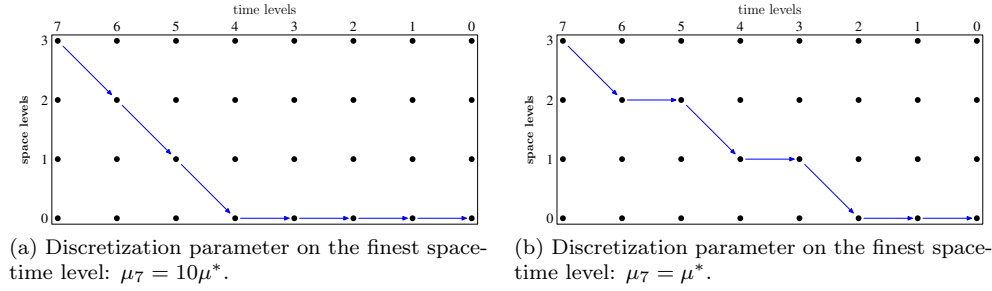 time levels
7 6 5 4 3 2 1 0
3
2
1
0
space levels
(a) Discretization parameter on the finest space-
time level: μ₇ = 10μ*.
time levels
7 6 5 4 3 2 1 0
3
2
1
0
space levels
(b) Discretization parameter on the finest space-
time level: μ₇ = μ*.